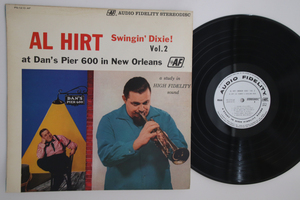 AUDIO FIDELITY STEREODISC
AL HIRT
Swingin' Dixie!
Vol.2
at Dan's Pier 600 in New Orleans
AF
a study in
HIGH FIDELITY
sound
DAN'S
PIER 600
AUDIO FIDELITY